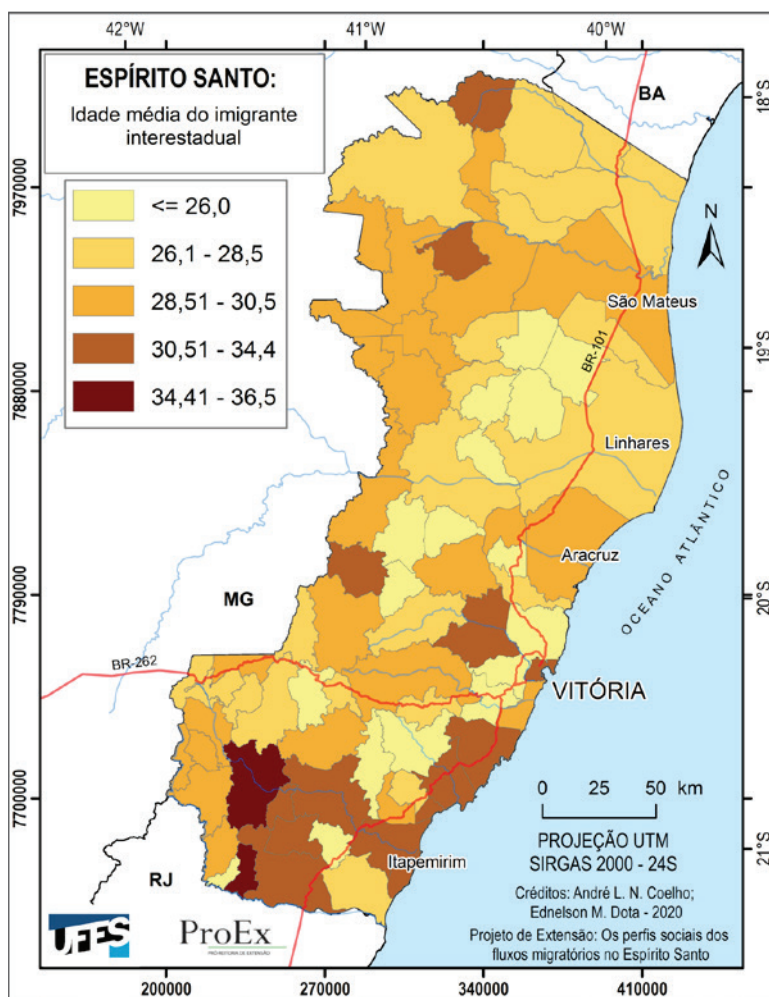 42°W
41°W
40°W
ESPÍRITO SANTO:
Idade média do imigrante
interestadual
<= 26,0
26,1 - 28,5
28,51 - 30,5
30,51 - 34,4
34,41 - 36,5
BA
18°S
N
7970000
São Mateus
19°S
BR-101
7880000
Linhares
OCEANO ATLÂNTICO
Aracruz
7790000
20°S
MG
BR-262
VITÓRIA
0 25 50 km
7700000
PROJEÇÃO UTM
SIRGAS 2000 - 24S
21°S
Itapemirim
RJ
Créditos: André L. N. Coelho;
Ednelson M. Dota - 2020
Projeto de Extensão: Os perfis sociais dos
fluxos migratórios no Espírito Santo
UFES
ProEx
PRÓ-REITORIA DE EXTENSÃO
200000
270000
340000
410000